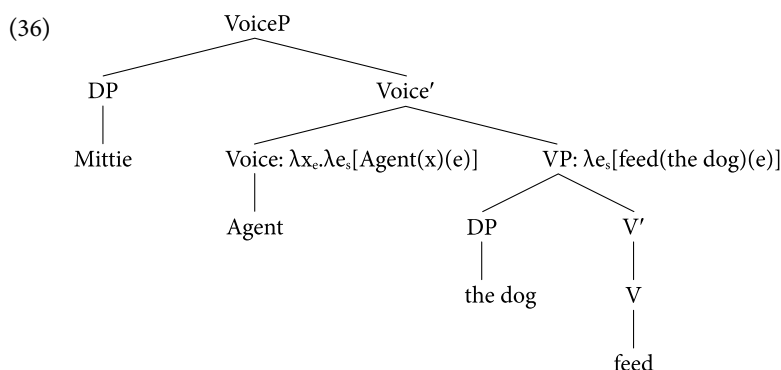 (36) VoiceP
DP Voice′
Mittie Voice: λxₑ.λeₛ[Agent(x)(e)] VP: λeₛ[feed(the dog)(e)]
Agent DP V′
the dog V
feed